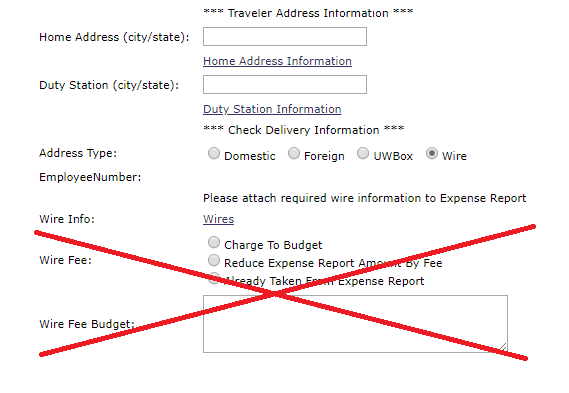 *** Traveler Address Information ***
Home Address (city/state):
Home Address Information
Duty Station (city/state):
Duty Station Information
*** Check Delivery Information ***
Address Type: Domestic Foreign UWBox Wire
EmployeeNumber:
Please attach required wire information to Expense Report
Wire Info: Wires
Charge To Budget
Wire Fee: Reduce Expense Report Amount By Fee
Already Taken From Expense Report
Wire Fee Budget: